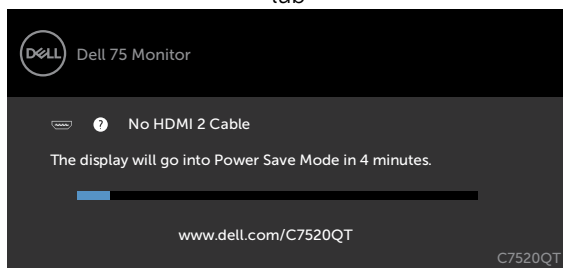 DELL Dell 75 Monitor
? No HDMI 2 Cable
The display will go into Power Save Mode in 4 minutes.
www.dell.com/C7520QT
C7520QT